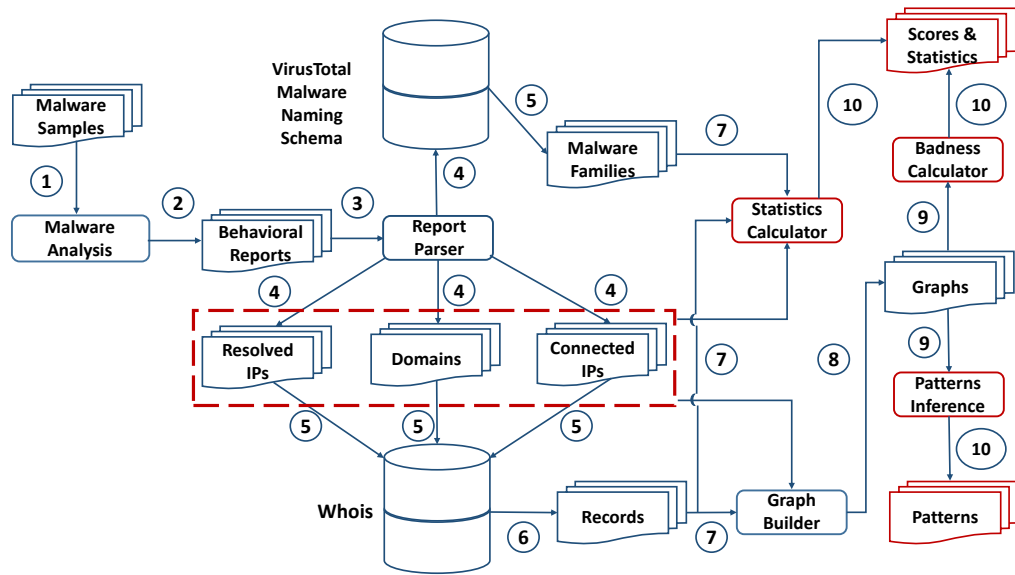 Scores &
Statistics
VirusTotal
Malware
Naming
Schema
Malware
Samples
5
7
10
10
Malware
Families
Badness
Calculator
4
1
2
3
Statistics
Calculator
9
Malware
Analysis
Behavioral
Reports
Report
Parser
4
4
4
Graphs
Resolved
IPs
Domains
Connected
IPs
7
8
9
Patterns
Inference
5
5
5
10
Whois
Records
Graph
Builder
Patterns
6
7